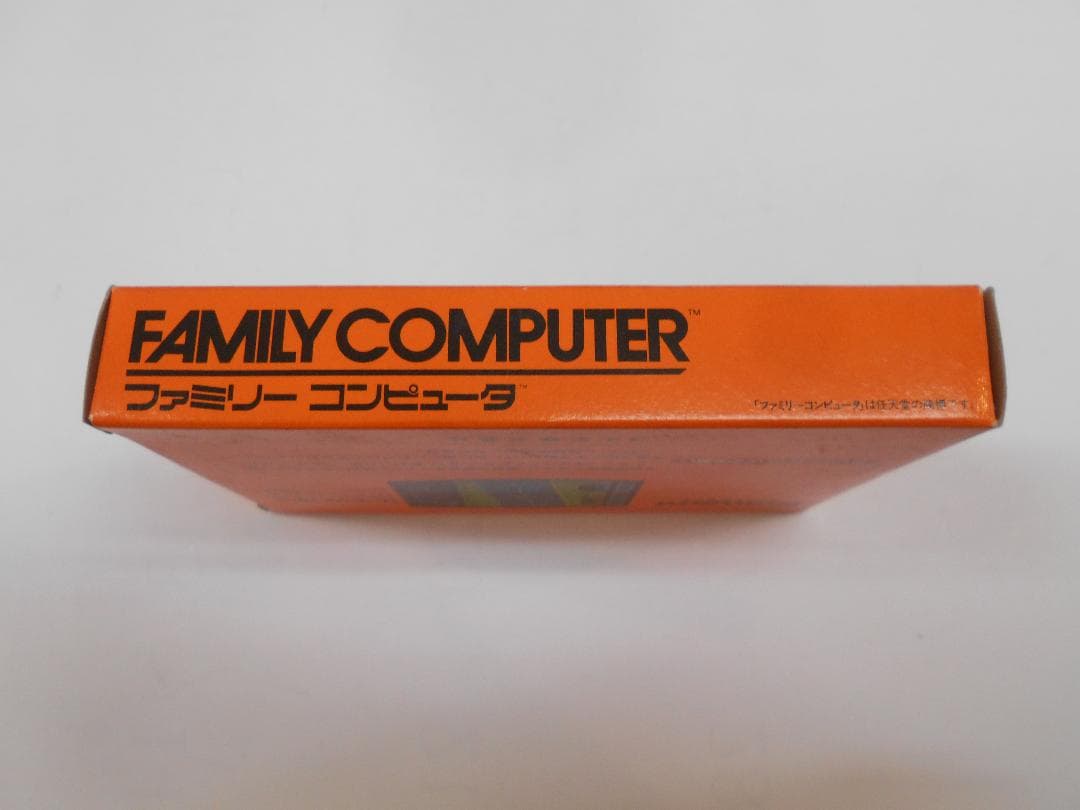 FAMILY COMPUTER™
ファミリー コンピュータ™
「ファミリーコンピュータ」は任天堂の商標です